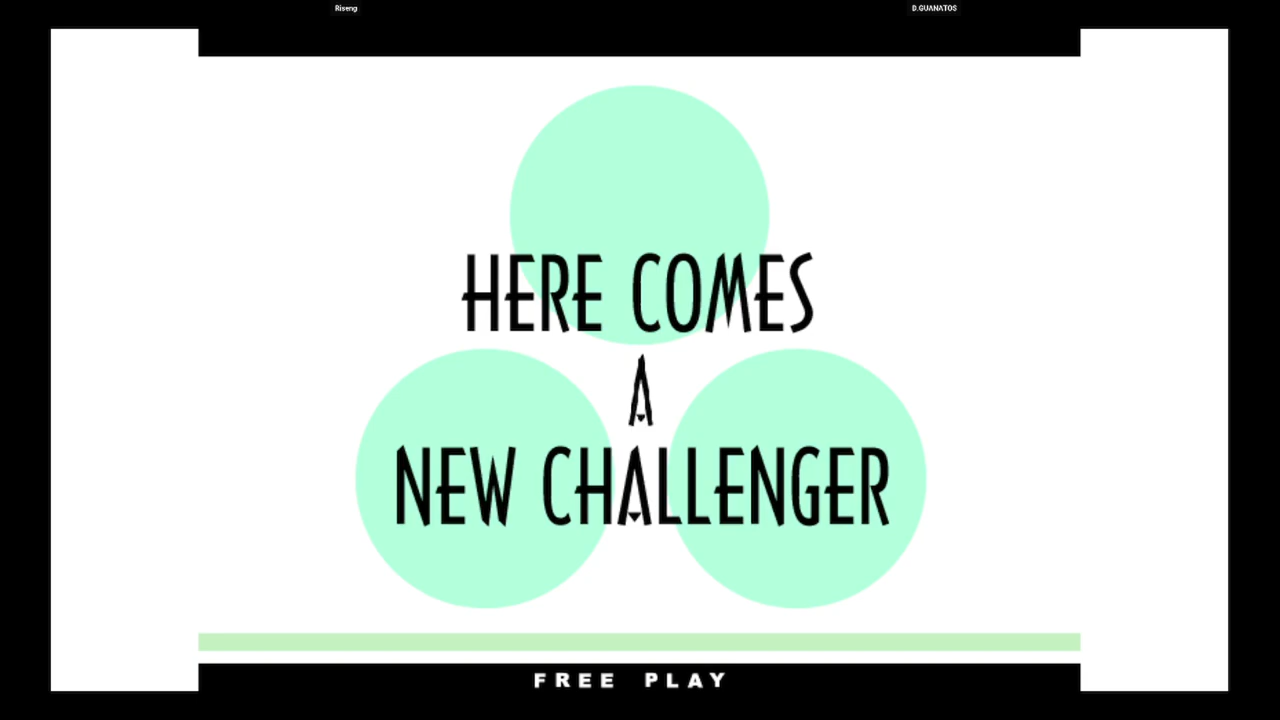 Riseng
D.GUANATOS
HERE COMES
A
NEW CHALLENGER
FREE PLAY